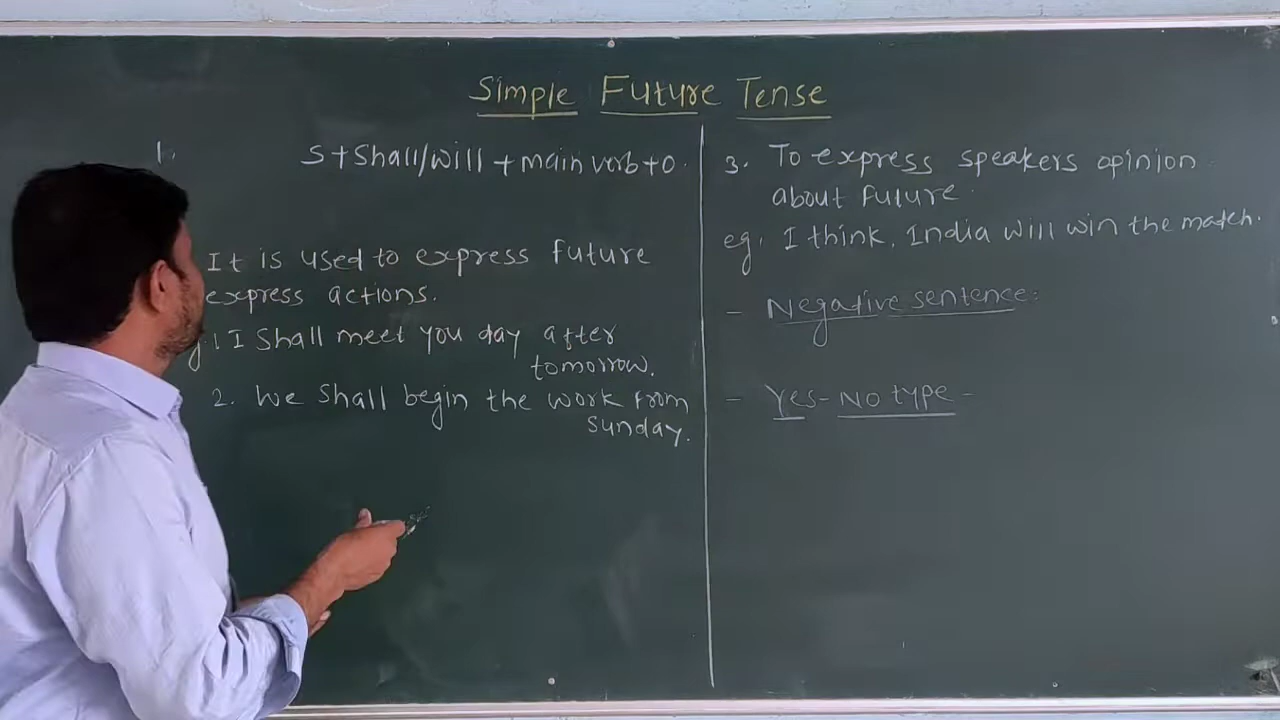 Simple Future Tense
1.
S + Shall/will + main verb + o.
It is used to express future
express actions.
g: 1 I Shall meet you day after
tomorrow.
2. We Shall begin the work from
Sunday.
3. To express speakers opinion
about future.
eg. I think, India will win the match.
- Negative sentence:
- Yes-No type -